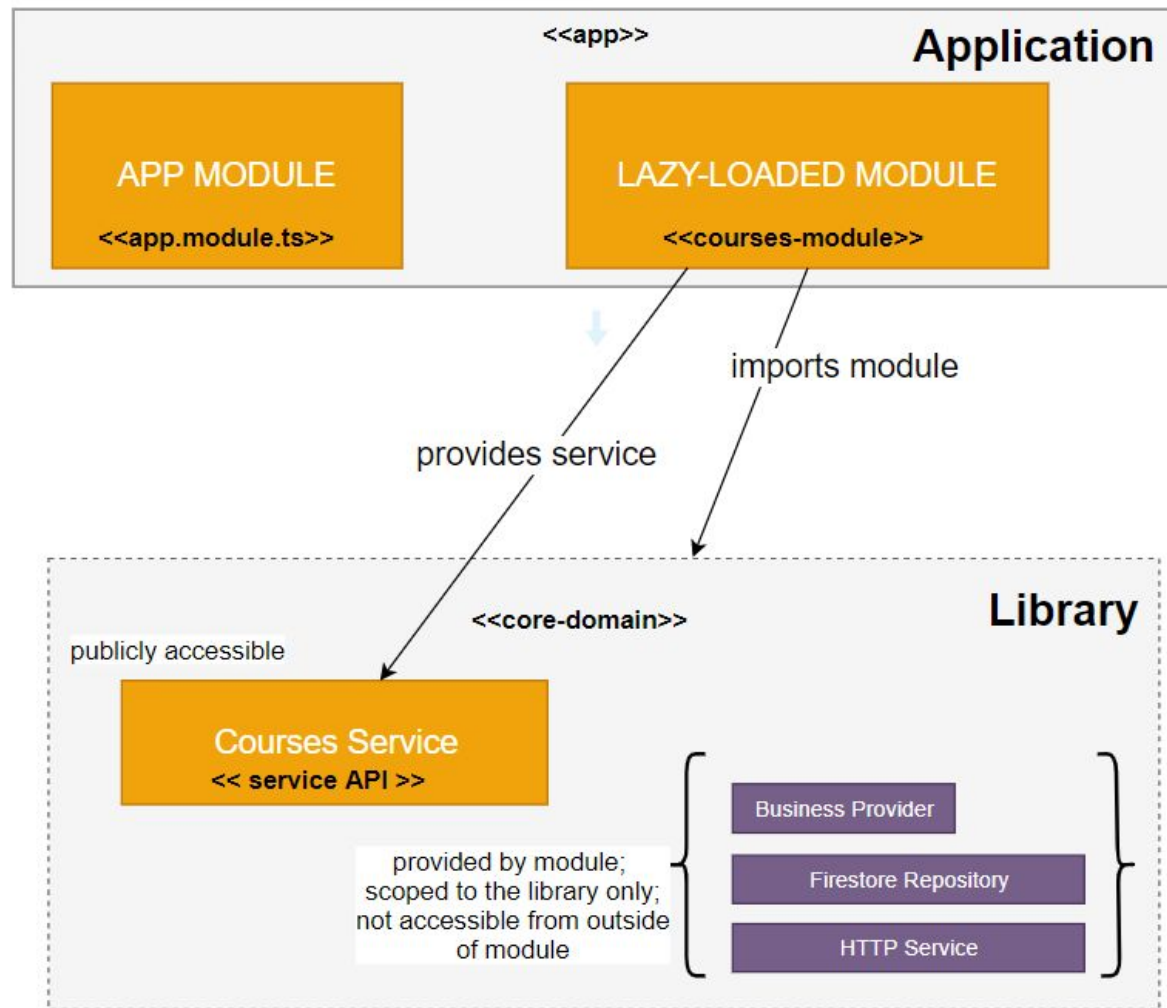 <<app>>
Application
APP MODULE
<<app.module.ts>>
LAZY-LOADED MODULE
<<courses-module>>
imports module
provides service
<<core-domain>>
Library
publicly accessible
Courses Service
<< service API >>
provided by module;
scoped to the library only;
not accessible from outside
of module
Business Provider
Firestore Repository
HTTP Service